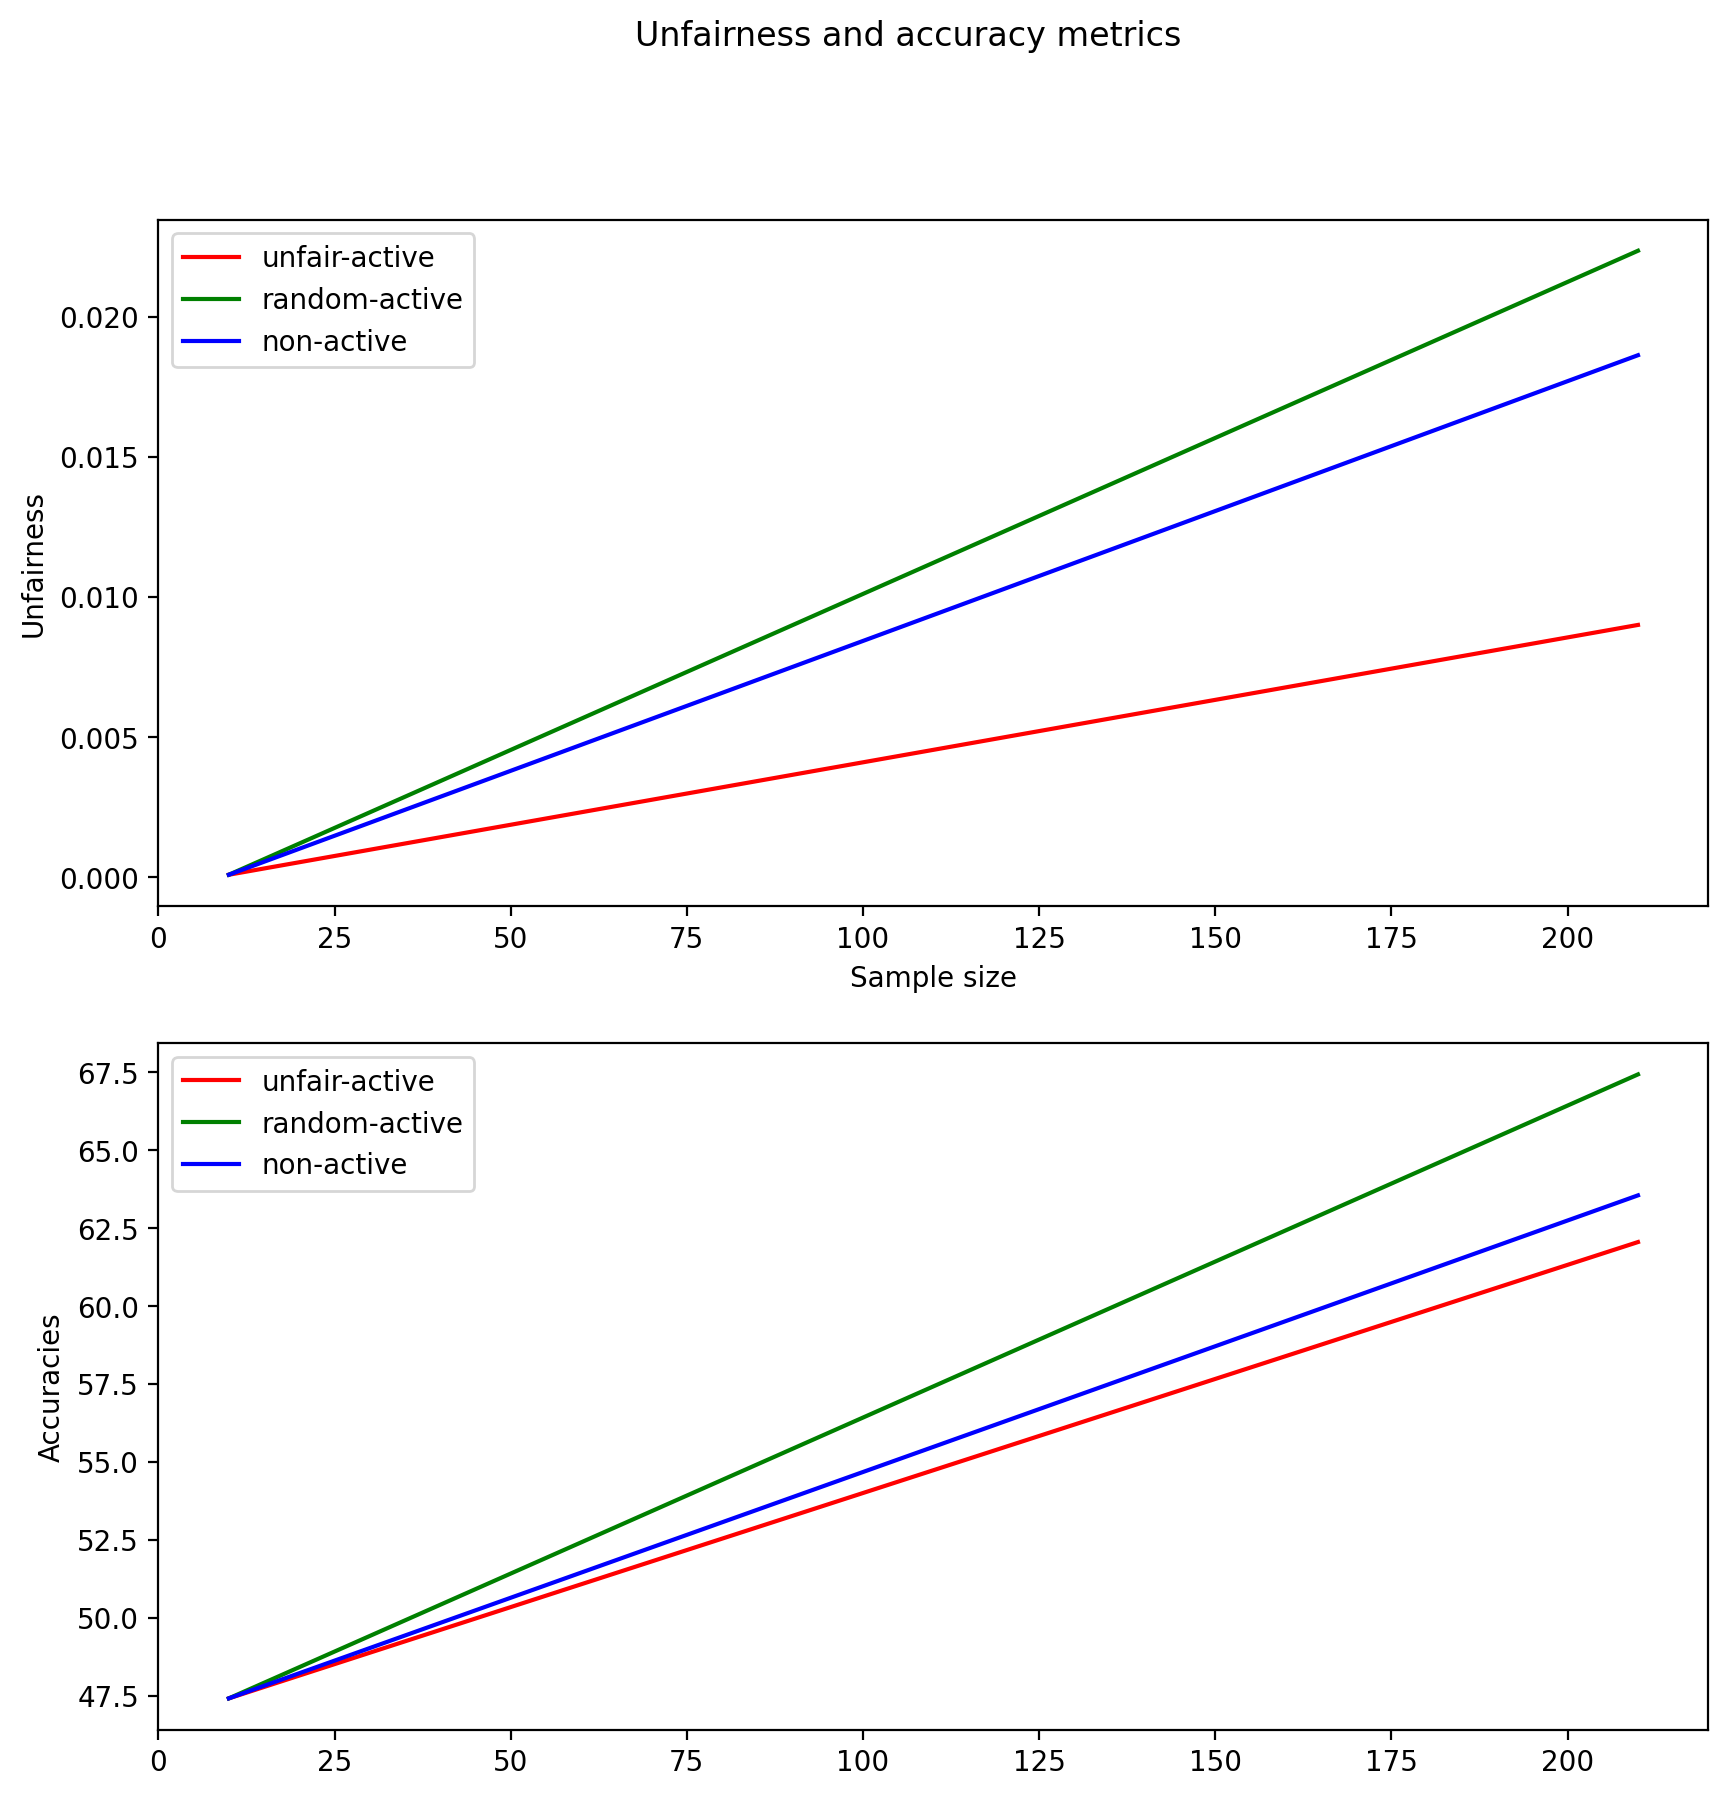 Unfairness and accuracy metrics
unfair-active
random-active
non-active
0.020
0.015
0.010
0.005
0.000
Unfairness
0 25 50 75 100 125 150 175 200
Sample size
unfair-active
random-active
non-active
67.5
65.0
62.5
60.0
57.5
55.0
52.5
50.0
47.5
Accuracies
0 25 50 75 100 125 150 175 200